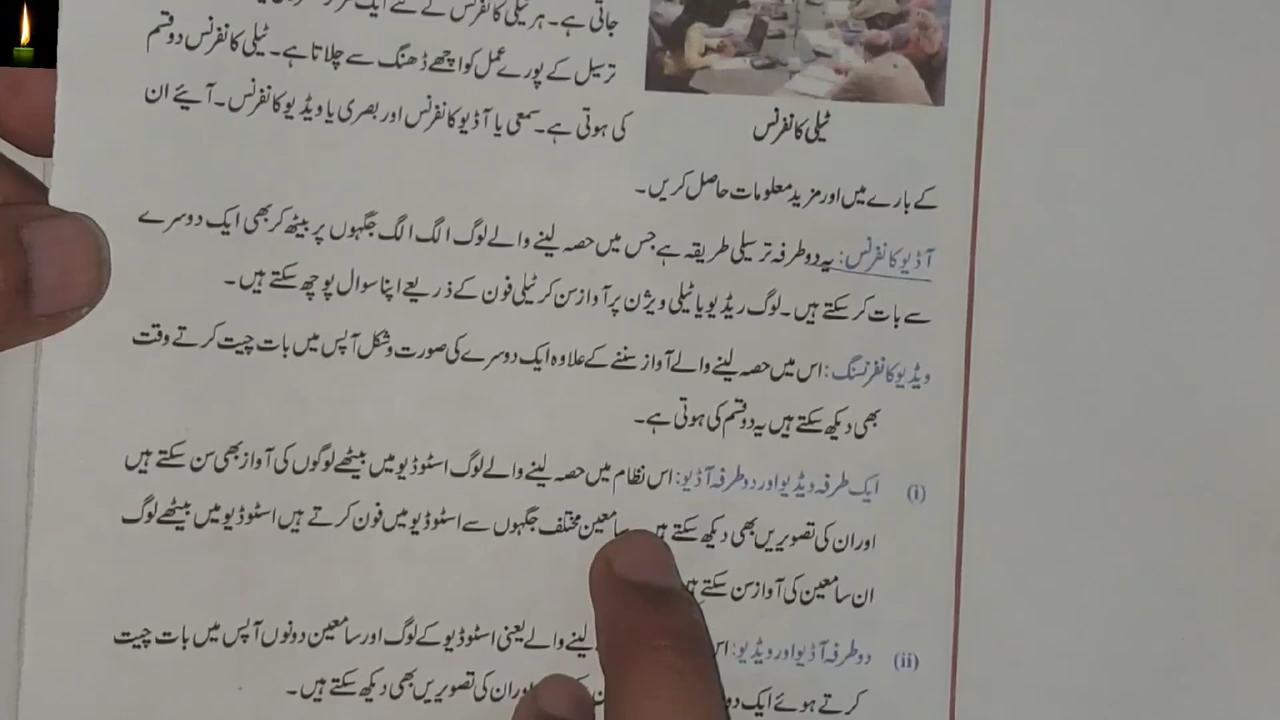 جاتی ہے۔ ہر ٹیلی کانفرنس کے لئے ایک
ترسیل کے پورے عمل کو اچھے ڈھنگ سے چلاتا ہے۔ ٹیلی کانفرنس دو قسم
کی ہوتی ہے۔ سمعی یا آڈیو کانفرنس اور بصری یا ویڈیو کانفرنس۔ آیئے ان
ٹیلی کانفرنس
کے بارے میں اور مزید معلومات حاصل کریں۔
آڈیو کانفرنس: یہ دو طرفہ ترسیلی طریقہ ہے جس میں حصہ لینے والے لوگ الگ الگ جگہوں پر بیٹھ کر بھی ایک دوسرے
سے بات کر سکتے ہیں۔ لوگ ریڈیو یا ٹیلی ویژن پر آواز سن کر ٹیلی فون کے ذریعے اپنا سوال پوچھ سکتے ہیں۔
ویڈیو کانفرنسنگ: اس میں حصہ لینے والے آواز سننے کے علاوہ ایک دوسرے کی صورت و شکل آپس میں بات چیت کرتے وقت
بھی دیکھ سکتے ہیں یہ دو قسم کی ہوتی ہے۔
(i) ایک طرفہ ویڈیو اور دو طرفہ آڈیو: اس نظام میں حصہ لینے والے لوگ اسٹوڈیو میں بیٹھے لوگوں کی آواز بھی سن سکتے ہیں
اور ان کی تصویریں بھی دیکھ سکتے ہیں سامعین مختلف جگہوں سے اسٹوڈیو میں فون کرتے ہیں اسٹوڈیو میں بیٹھے لوگ
ان سامعین کی آواز سن سکتے ہیں
(ii) دو طرفہ آڈیو اور ویڈیو: لینے والے یعنی اسٹوڈیو کے لوگ اور سامعین دونوں آپس میں بات چیت
کرتے ہوئے ایک اور ان کی تصویریں بھی دیکھ سکتے ہیں۔